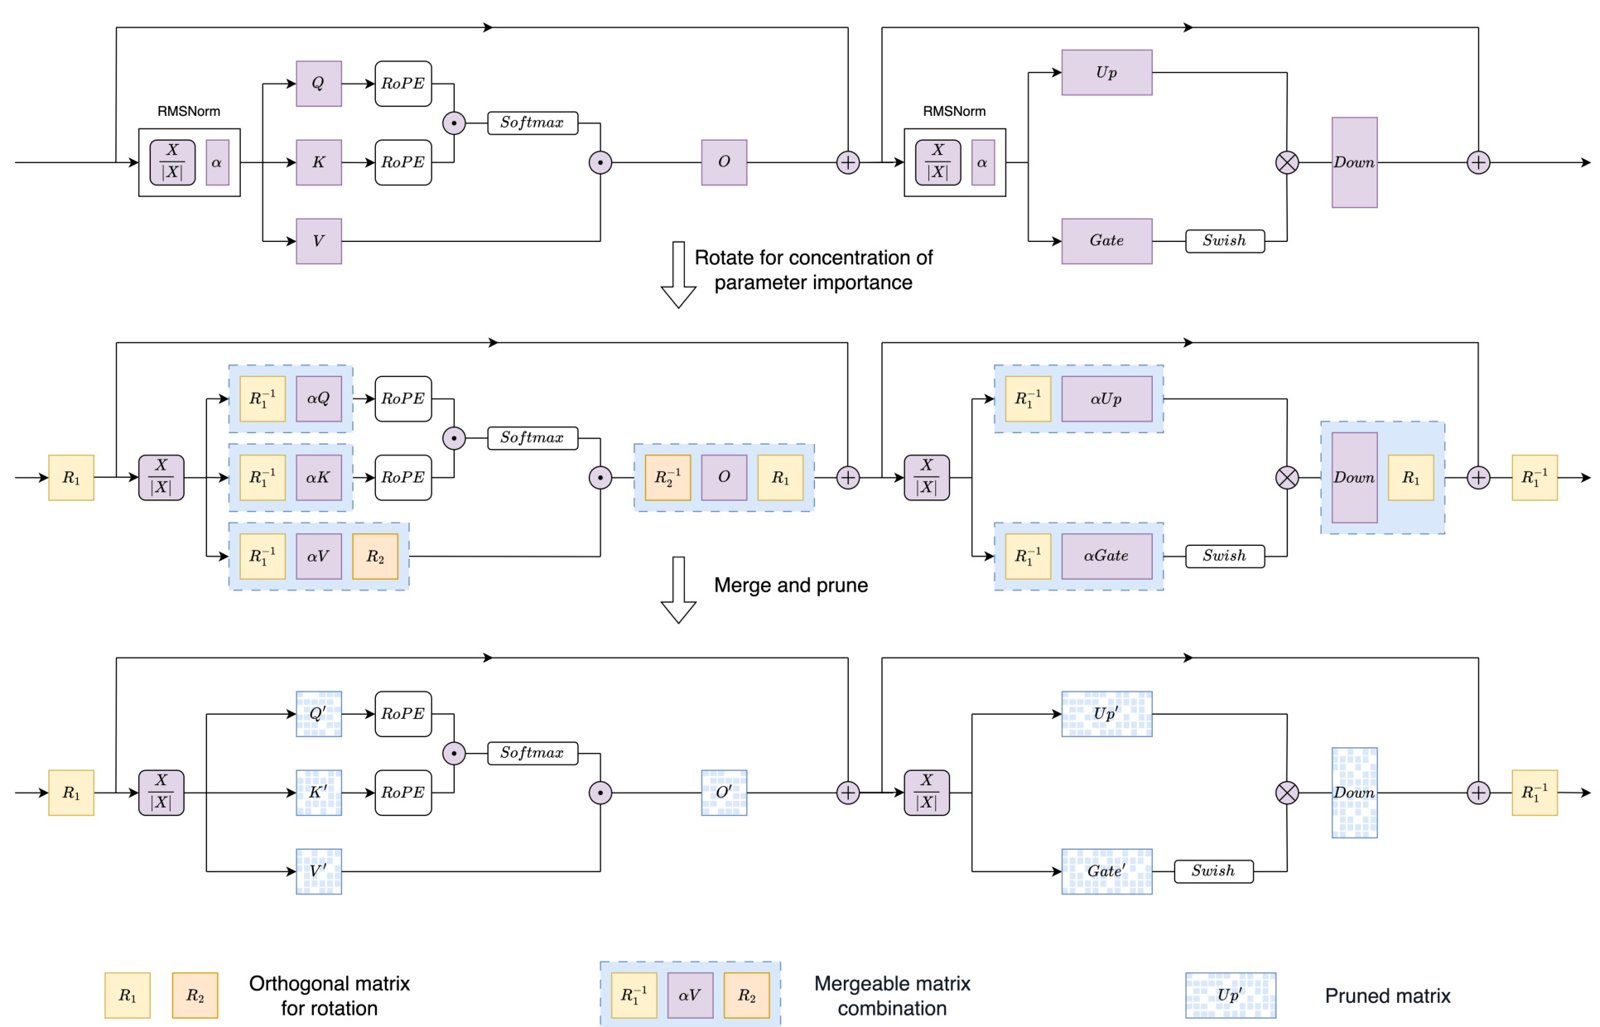 Q
RoPE
Up
RMSNorm
RMSNorm
Softmax
X
|X|
α
K
RoPE
O
X
|X|
α
Down
V
Gate
Swish
Rotate for concentration of
parameter importance
R₁⁻¹
αQ
RoPE
R₁⁻¹
αUp
Softmax
R₁
X
|X|
R₁⁻¹
αK
RoPE
R₂⁻¹
O
R₁
X
|X|
Down
R₁
R₁⁻¹
R₁⁻¹
αV
R₂
R₁⁻¹
αGate
Swish
Merge and prune
Q′
RoPE
Up′
Softmax
R₁
X
|X|
K′
RoPE
O′
X
|X|
Down
R₁⁻¹
V′
Gate′
Swish
R₁
R₂
Orthogonal matrix
for rotation
R₁⁻¹
αV
R₂
Mergeable matrix
combination
Up′
Pruned matrix